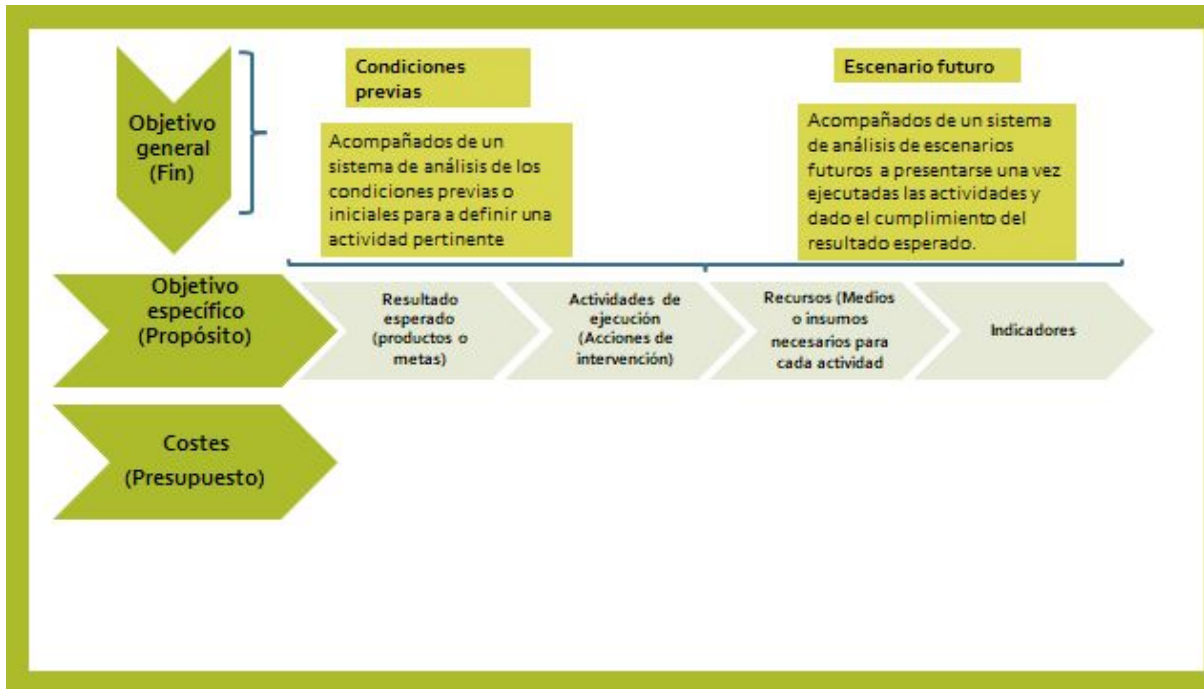 Objetivo
general
(Fin)
Condiciones
previas
Acompañados de un
sistema de análisis de los
condiciones previas o
iniciales para a definir una
actividad pertinente
Escenario futuro
Acompañados de un sistema
de análisis de escenarios
futuros a presentarse una vez
ejecutadas las actividades y
dado el cumplimiento del
resultado esperado.
Objetivo
específico
(Propósito)
Resultado
esperado
(productos o
metas)
Actividades de
ejecución
(Acciones de
intervención)
Recursos (Medios
o insumos
necesarios para
cada actividad
Indicadores
Costes
(Presupuesto)